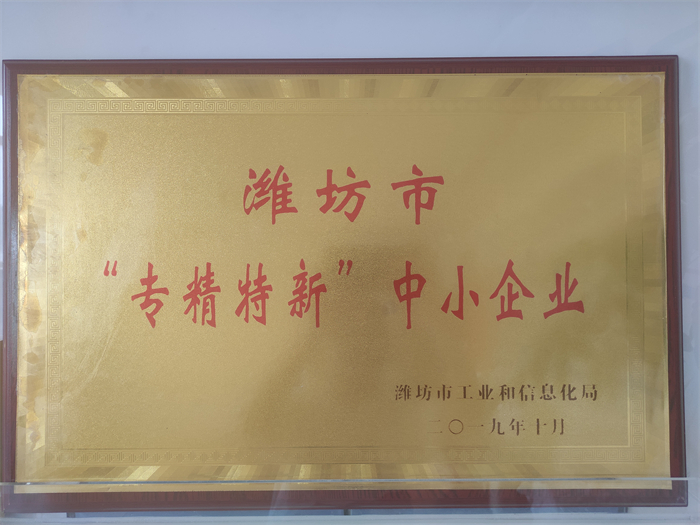 潍坊市
“专精特新”中小企业
潍坊市工业和信息化局
二〇一九年十月